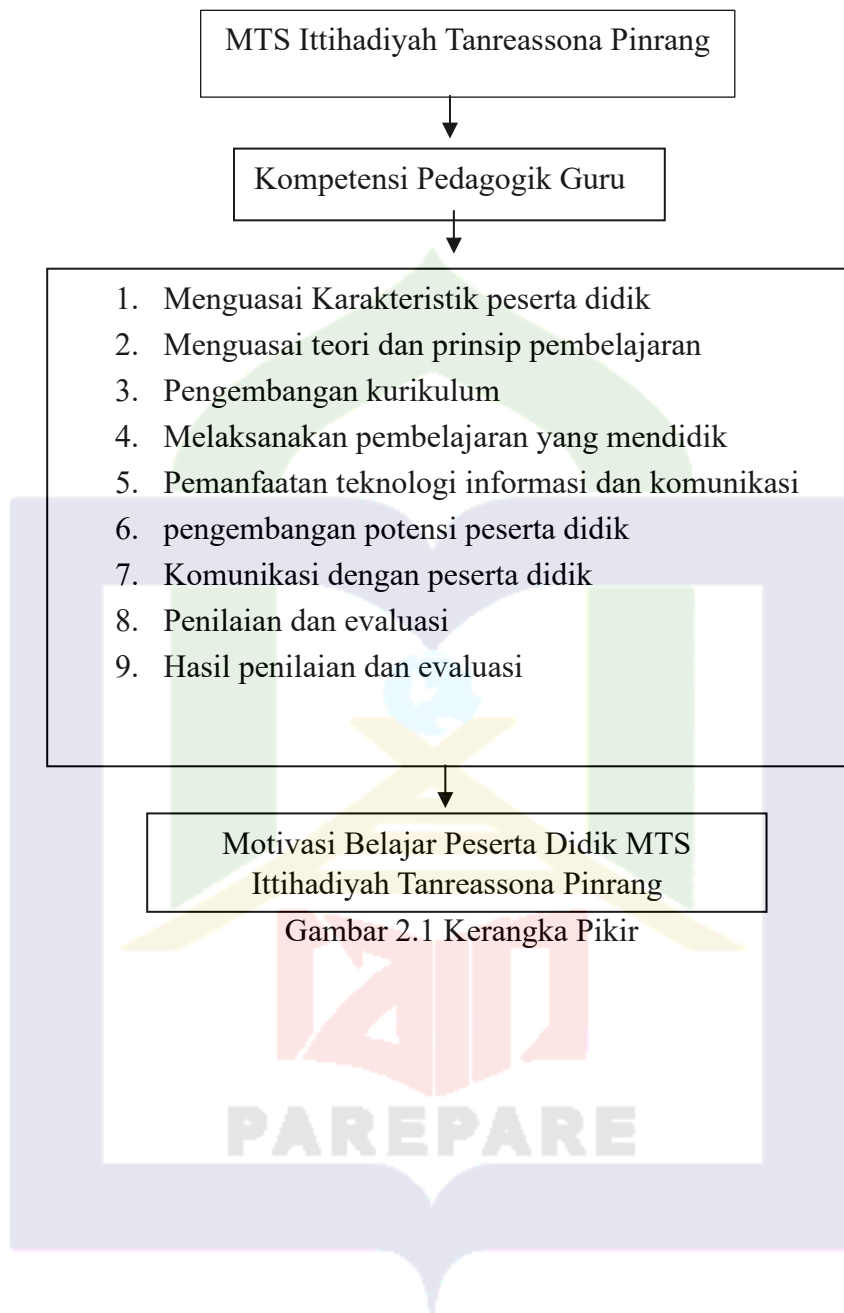 MTS Ittihadiyah Tanreassona Pinrang
Kompetensi Pedagogik Guru
1. Menguasai Karakteristik peserta didik
2. Menguasai teori dan prinsip pembelajaran
3. Pengembangan kurikulum
4. Melaksanakan pembelajaran yang mendidik
5. Pemanfaatan teknologi informasi dan komunikasi
6. pengembangan potensi peserta didik
7. Komunikasi dengan peserta didik
8. Penilaian dan evaluasi
9. Hasil penilaian dan evaluasi
Motivasi Belajar Peserta Didik MTS
Ittihadiyah Tanreassona Pinrang
Gambar 2.1 Kerangka Pikir
PAREPARE